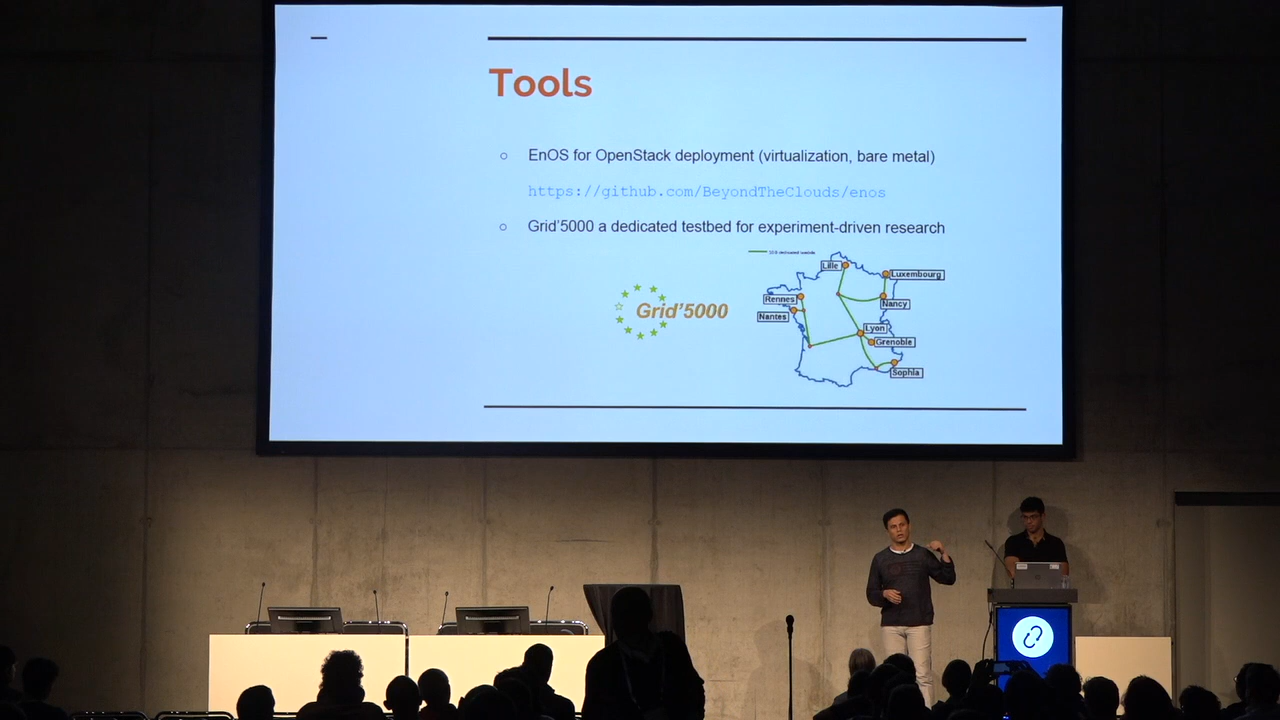 Tools
EnOS for OpenStack deployment (virtualization, bare metal)
https://github.com/BeyondTheClouds/enos
Grid'5000 a dedicated testbed for experiment-driven research
Lille
Luxembourg
Rennes
Nancy
Nantes
Grid'5000
Lyon
Grenoble
Sophia